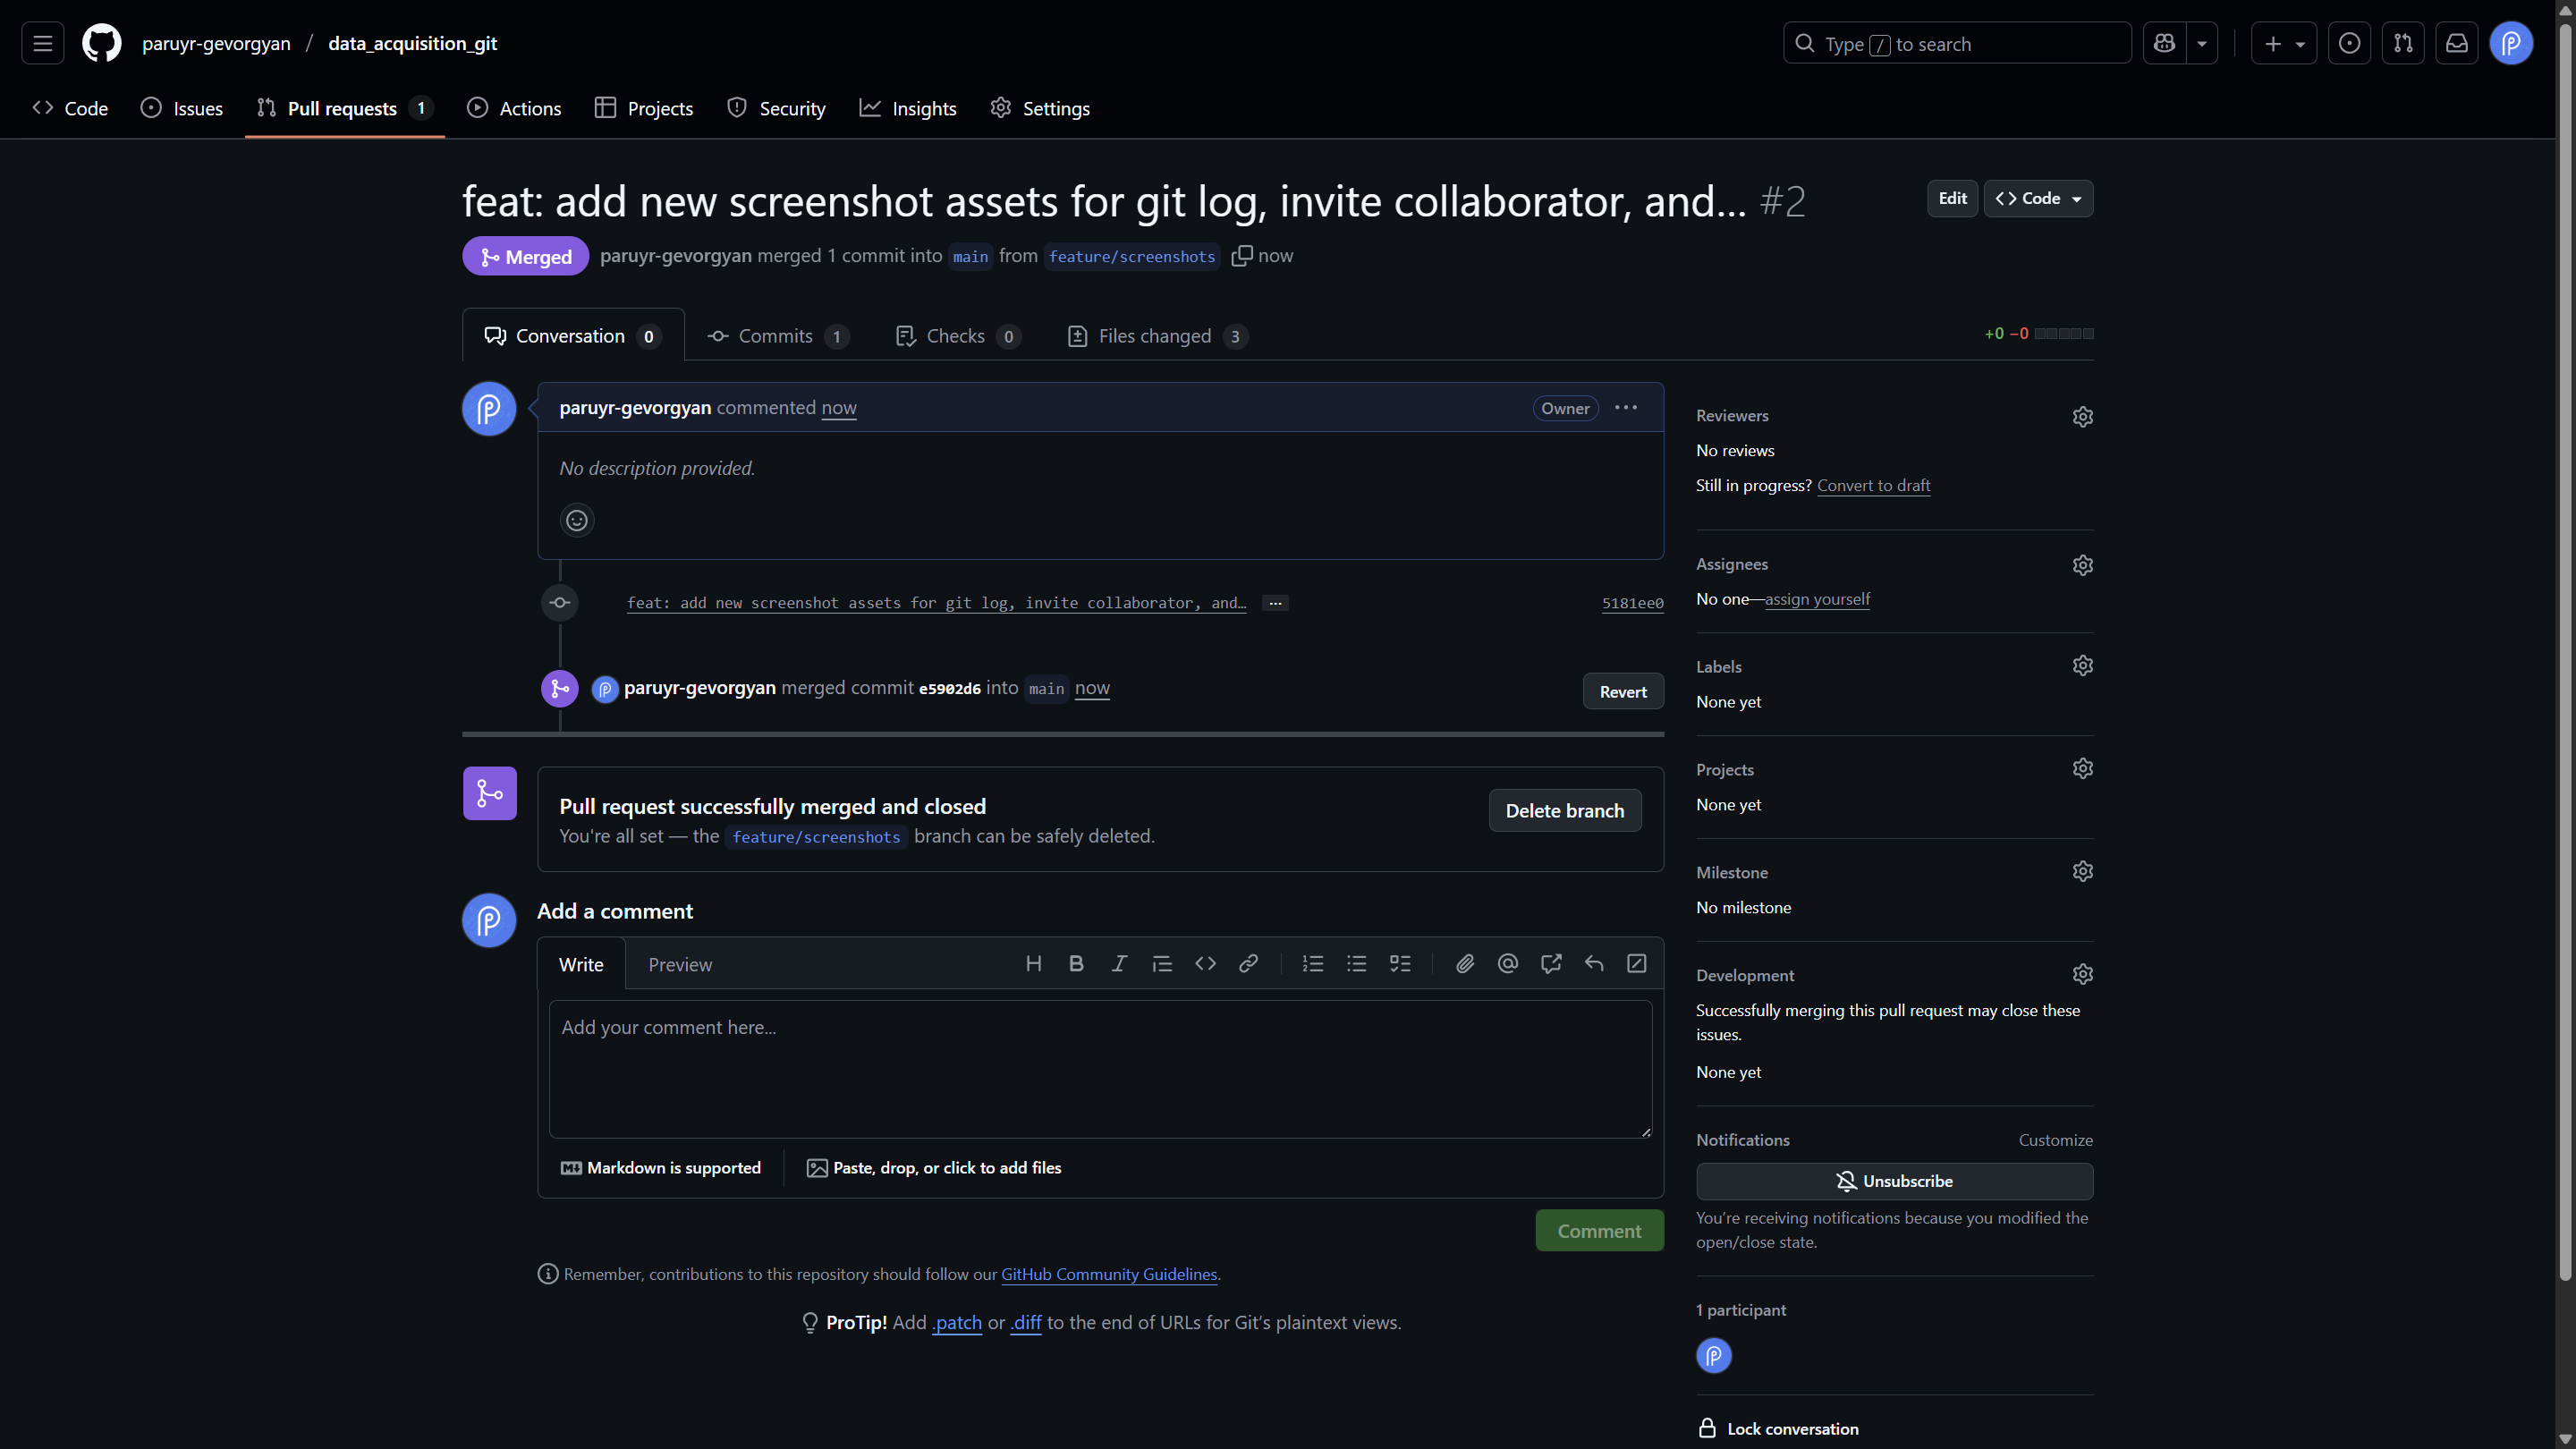 paruyr-gevorgyan / data_acquisition_git
Type / to search
Code
Issues
Pull requests 1
Actions
Projects
Security
Insights
Settings
feat: add new screenshot assets for git log, invite collaborator, and... #2
Edit
Code
Merged
paruyr-gevorgyan merged 1 commit into main from feature/screenshots now
Conversation 0
Commits 1
Checks 0
Files changed 3
+0 −0
paruyr-gevorgyan commented now
Owner
No description provided.
feat: add new screenshot assets for git log, invite collaborator, and…
5181ee0
paruyr-gevorgyan merged commit e5902d6 into main now
Revert
Pull request successfully merged and closed
You're all set — the feature/screenshots branch can be safely deleted.
Delete branch
Add a comment
Write
Preview
Add your comment here...
Markdown is supported
Paste, drop, or click to add files
Comment
Remember, contributions to this repository should follow our GitHub Community Guidelines.
ProTip! Add .patch or .diff to the end of URLs for Git's plaintext views.
Reviewers
No reviews
Still in progress? Convert to draft
Assignees
No one—assign yourself
Labels
None yet
Projects
None yet
Milestone
No milestone
Development
Successfully merging this pull request may close these
issues.
None yet
Notifications
Customize
Unsubscribe
You're receiving notifications because you modified the
open/close state.
1 participant
Lock conversation